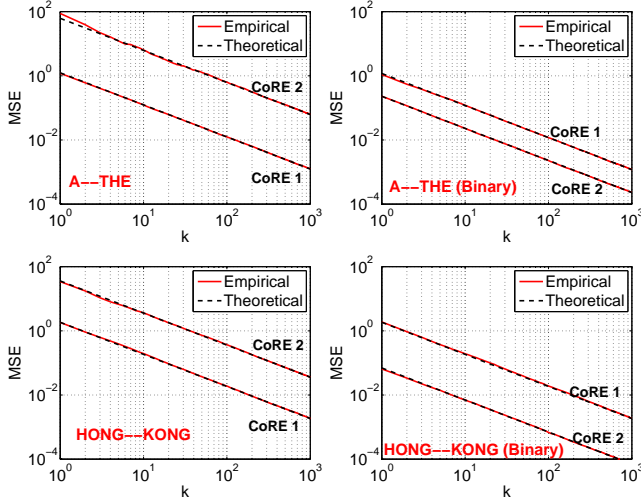 10^2
10^0
10^−2
10^−4
MSE
10^0
10^1
10^2
10^3
k
Empirical
Theoretical
CoRE 2
CoRE 1
A−−THE
10^2
10^0
10^−2
10^−4
MSE
10^0
10^1
10^2
10^3
k
Empirical
Theoretical
CoRE 1
CoRE 2
A−−THE (Binary)
10^2
10^0
10^−2
10^−4
MSE
10^0
10^1
10^2
10^3
k
Empirical
Theoretical
CoRE 2
CoRE 1
HONG−−KONG
10^2
10^0
10^−2
10^−4
MSE
10^0
10^1
10^2
10^3
k
Empirical
Theoretical
CoRE 1
CoRE 2
HONG−−KONG (Binary)